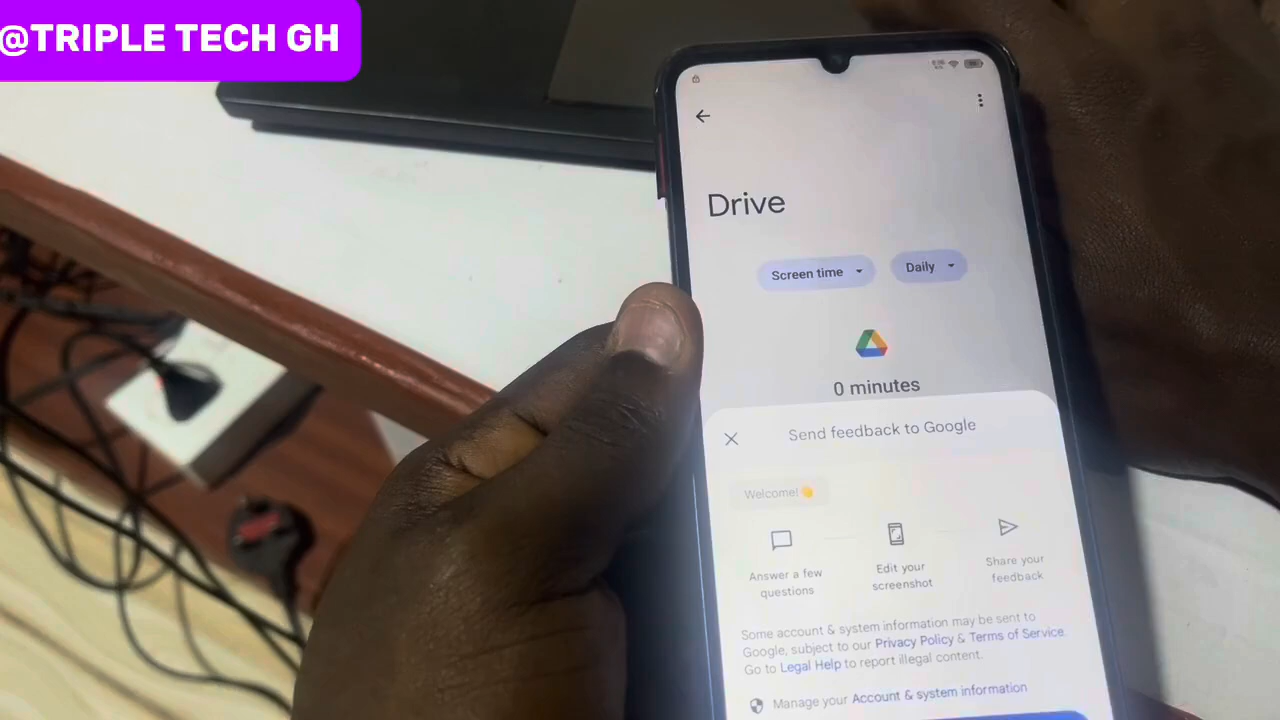 @TRIPLE TECH GH
Drive
Screen time
Daily
0 minutes
Send feedback to Google
Welcome!👋
Answer a few
questions
Edit your
screenshot
Share your
feedback
Some account & system information may be sent to
Google, subject to our Privacy Policy & Terms of Service.
Go to Legal Help to report illegal content.
Manage your Account & system information